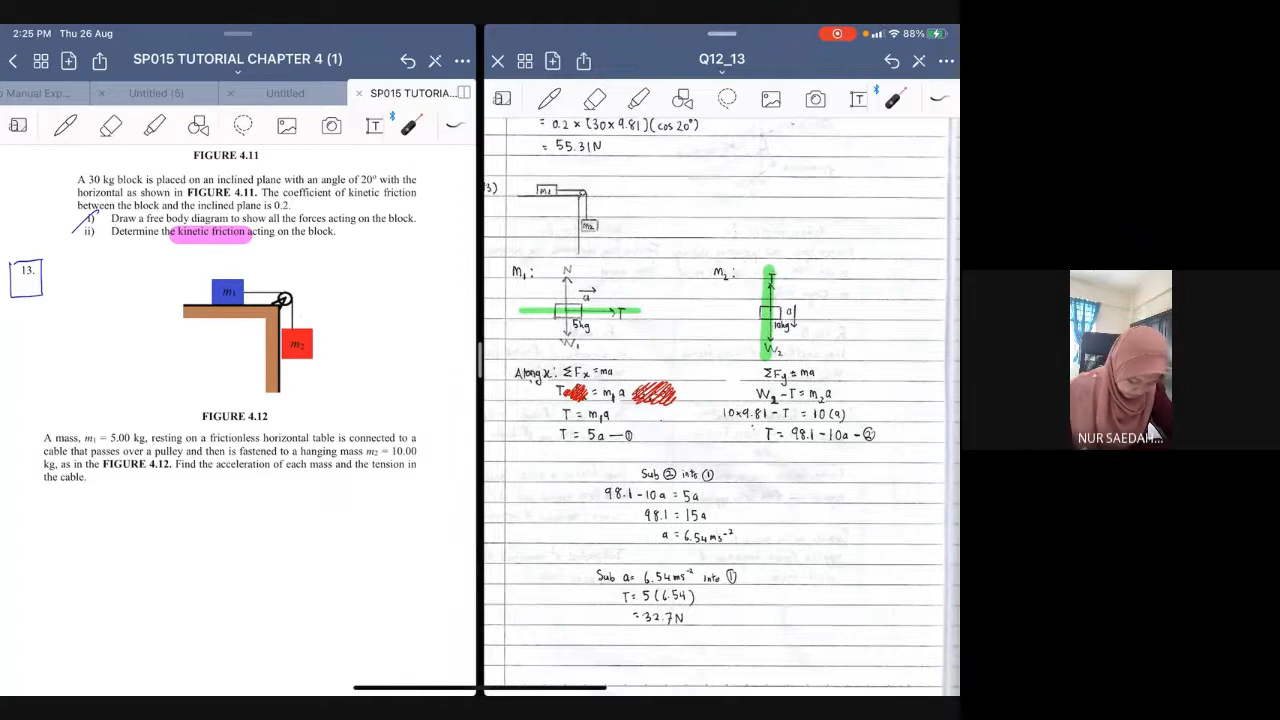 2:25 PM Thu 26 Aug
88%
SP015 TUTORIAL CHAPTER 4 (1)
o Manual Exp... × Untitled (5) × Untitled × SP015 TUTORIA...
FIGURE 4.11
A 30 kg block is placed on an inclined plane with an angle of 20° with the
horizontal as shown in FIGURE 4.11. The coefficient of kinetic friction
between the block and the inclined plane is 0.2.
i) Draw a free body diagram to show all the forces acting on the block.
ii) Determine the kinetic friction acting on the block.
13.
m1
m2
FIGURE 4.12
A mass, m1 = 5.00 kg, resting on a frictionless horizontal table is connected to a
cable that passes over a pulley and then is fastened to a hanging mass m2 = 10.00
kg, as in the FIGURE 4.12. Find the acceleration of each mass and the tension in
the cable.
Q12_13
= 0.2 × (30 × 9.81) (cos 20°)
= 55.31N
3)
m1
m2
m1: N a T 5kg W1
m2: T a 10kg W2
Along x: ΣFx = ma
T = m1a
T = m1a
T = 5a — ①
ΣFy = ma
W2 - T = m2a
10×9.81 - T = 10(a)
T = 98.1 - 10a - ②
Sub ② into ①
98.1 - 10a = 5a
98.1 = 15a
a = 6.54ms⁻²
Sub a = 6.54ms⁻² into ①
T = 5(6.54)
= 32.7N
NUR SAEDAH...